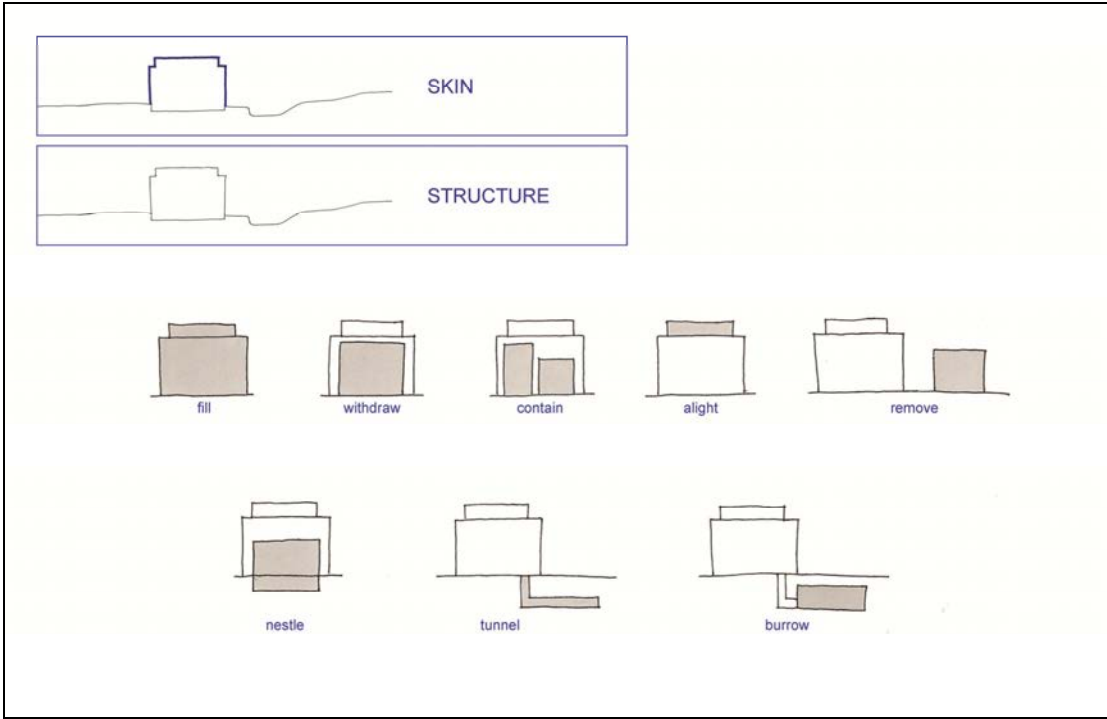 SKIN
STRUCTURE
fill
withdraw
contain
alight
remove
nestle
tunnel
burrow